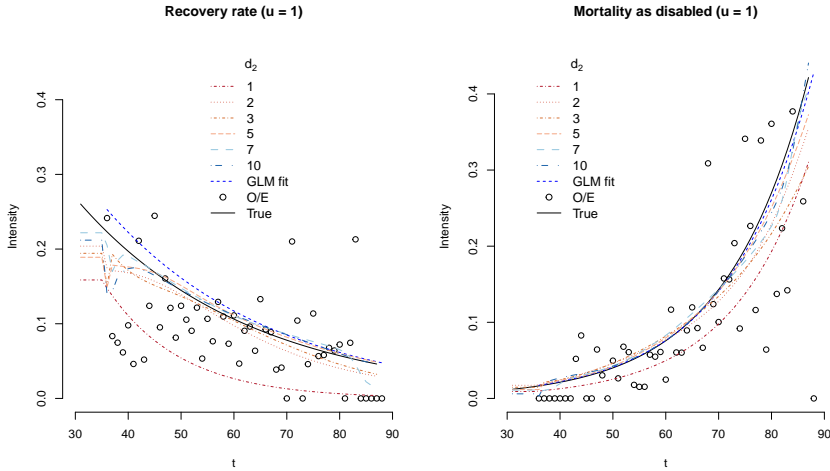 Recovery rate (u = 1)
d2
1
2
3
5
7
10
GLM fit
O/E
True
Intensity
0.0
0.1
0.2
0.3
0.4
30
40
50
60
70
80
90
t
Mortality as disabled (u = 1)
d2
1
2
3
5
7
10
GLM fit
O/E
True
Intensity
0.0
0.1
0.2
0.3
0.4
30
40
50
60
70
80
90
t